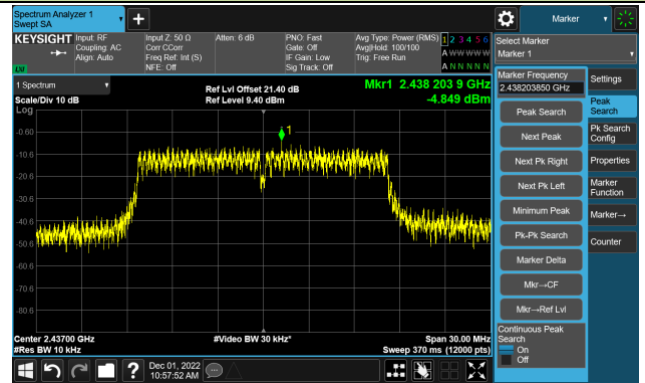 Spectrum Analyzer 1
Swept SA
+
Marker
KEYSIGHT
Input: RF
Coupling: AC
Align: Auto
Input Z: 50 Ω
Corr CCorr
Freq Ref: Int (S)
NFE: Off
Atten: 6 dB
PNO: Fast
Gate: Off
IF Gain: Low
Sig Track: Off
Avg Type: Power (RMS)
Avg|Hold: 100/100
Trig: Free Run
1 2 3 4 5 6
A W W W W W
A N N N N N
Select Marker
Marker 1
1 Spectrum
Scale/Div 10 dB
Log
Ref Lvl Offset 21.40 dB
Ref Level 9.40 dBm
Mkr1 2.438 203 9 GHz
-4.849 dBm
Marker Frequency
2.438203850 GHz
Peak Search
Next Peak
Next Pk Right
Next Pk Left
Minimum Peak
Pk-Pk Search
Marker Delta
Mkr→CF
Mkr→Ref Lvl
Continuous Peak
Search
On
Off
Settings
Peak
Search
Pk Search
Config
Properties
Marker
Function
Marker→
Counter
1
-0.60
-10.6
-20.6
-30.6
-40.6
-50.6
-60.6
-70.6
-80.6
Center 2.43700 GHz
#Res BW 10 kHz
#Video BW 30 kHz*
Span 30.00 MHz
Sweep 370 ms (12000 pts)
?
Dec 01, 2022
10:57:52 AM